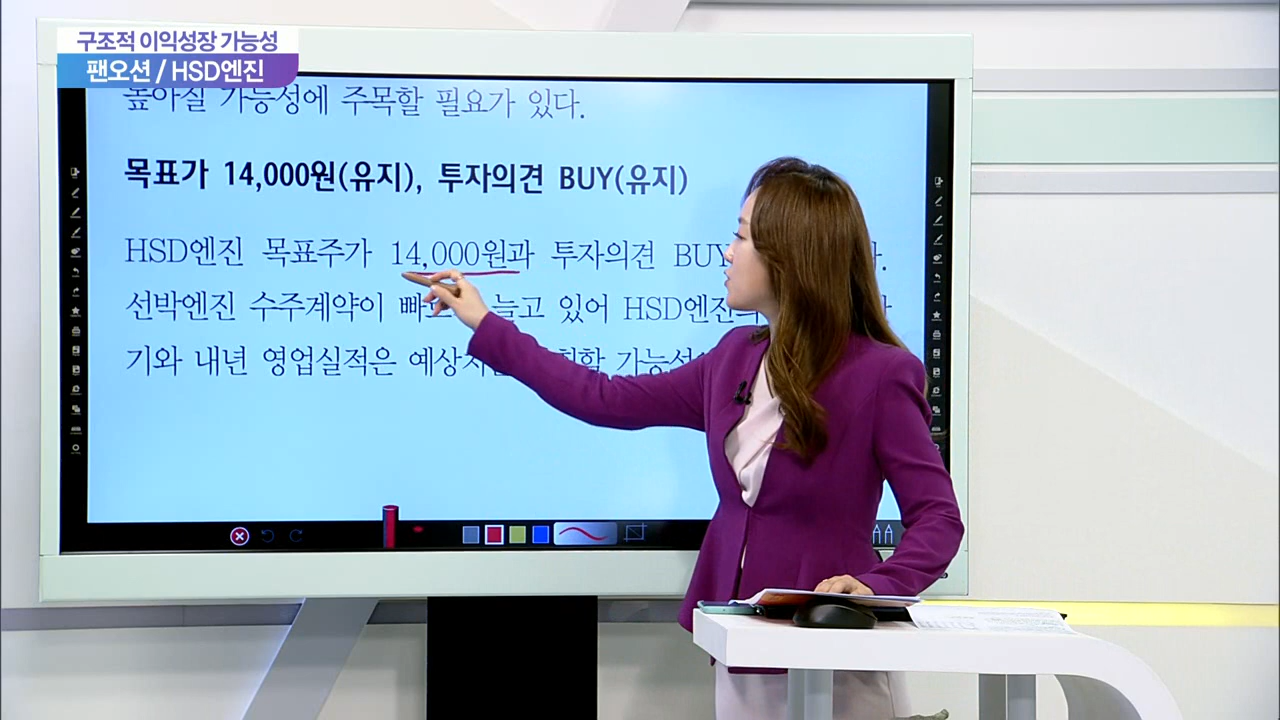 구조적 이익성장 가능성
팬오션 / HSD엔진
높아질 가능성에 주목할 필요가 있다.
목표가 14,000원(유지), 투자의견 BUY(유지)
HSD엔진 목표주가 14,000원과 투자의견 BUY
선박엔진 수주계약이 늘고 있어 HSD엔진의
기와 내년 영업실적은 가능성